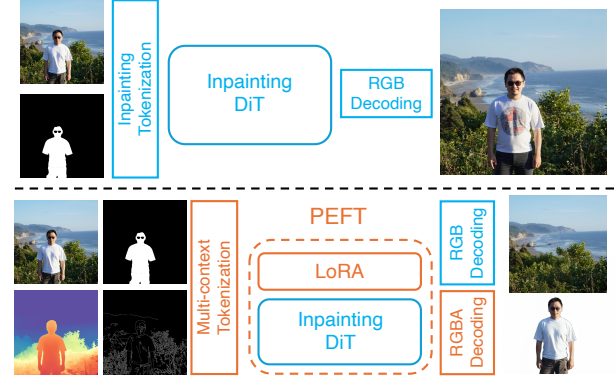 Inpainting
Tokenization
Inpainting
DiT
RGB
Decoding
PEFT
Multi-context
Tokenization
LoRA
Inpainting
DiT
RGB
Decoding
RGBA
Decoding